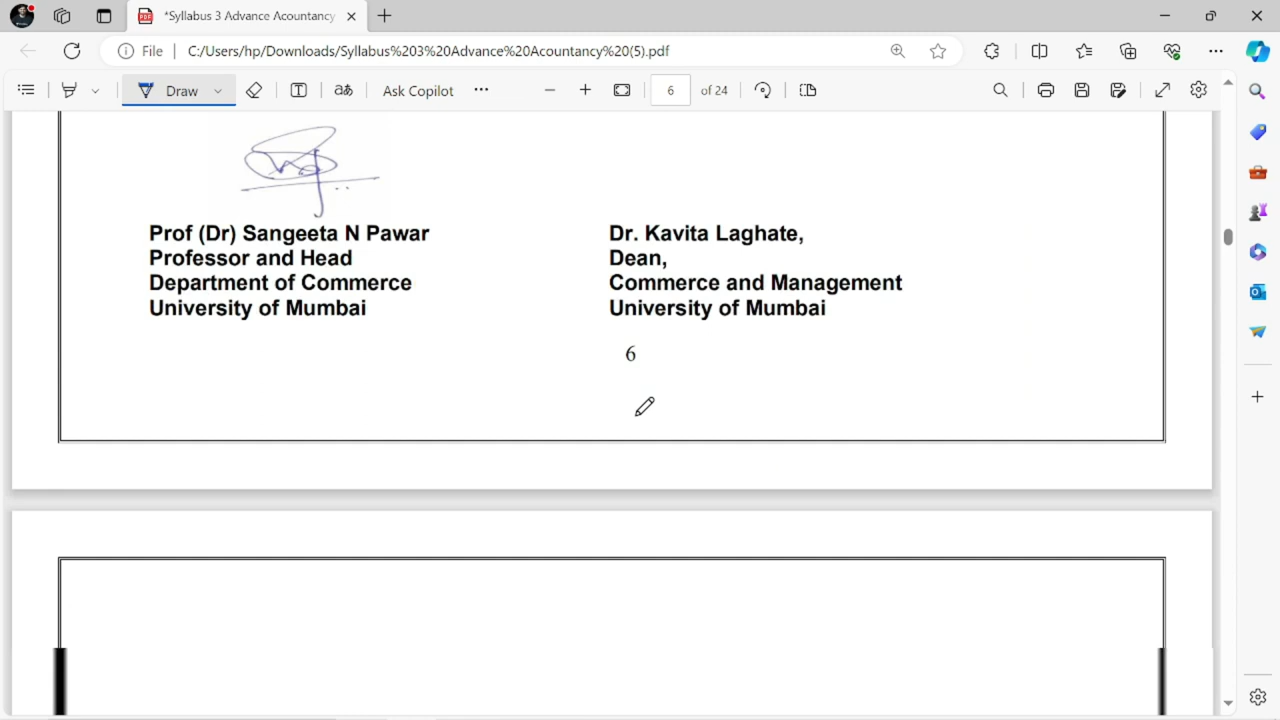 *Syllabus 3 Advance Acountancy
File
C:/Users/hp/Downloads/Syllabus%203%20Advance%20Acountancy%20(5).pdf
Draw
aあ
Ask Copilot
6
of 24
Prof (Dr) Sangeeta N Pawar
Professor and Head
Department of Commerce
University of Mumbai
Dr. Kavita Laghate,
Dean,
Commerce and Management
University of Mumbai
6